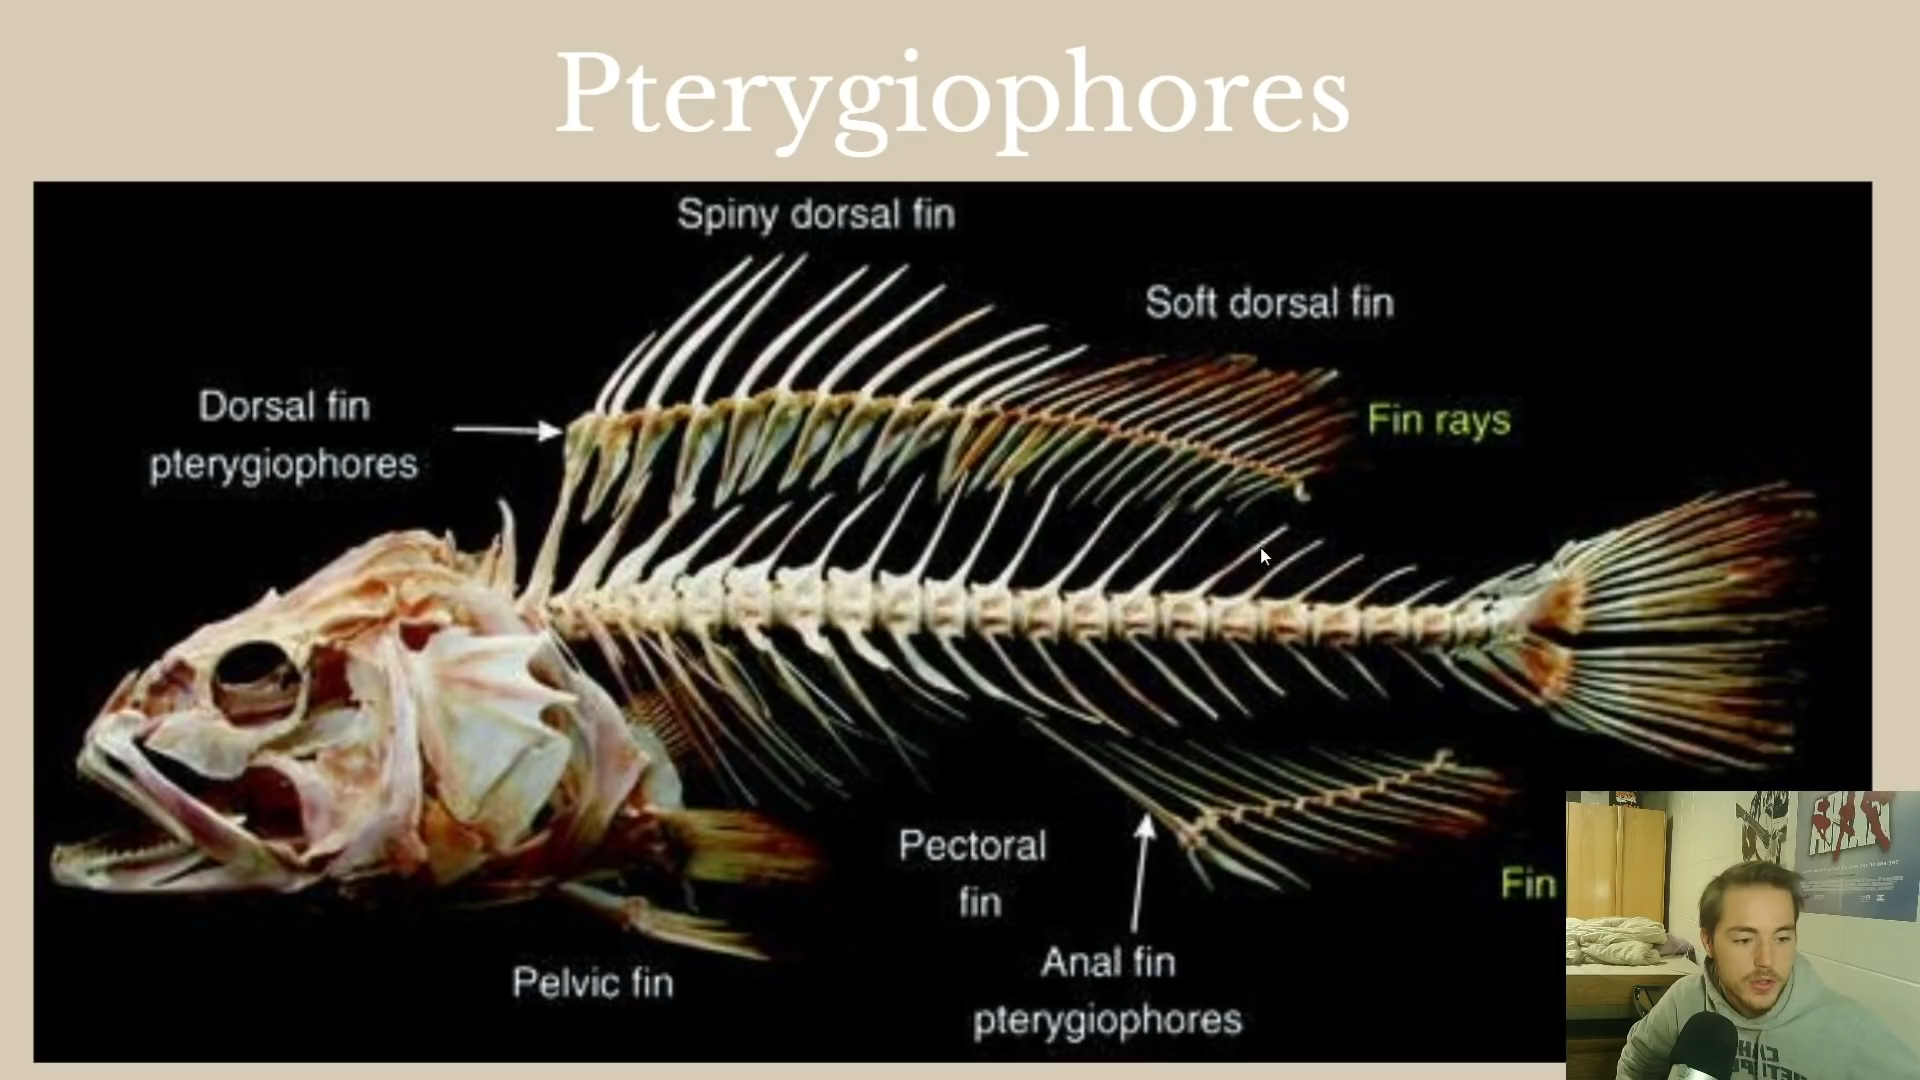 Pterygiophores
Spiny dorsal fin
Soft dorsal fin
Dorsal fin
pterygiophores
Fin rays
Pectoral
fin
Fin
Anal fin
pterygiophores
Pelvic fin